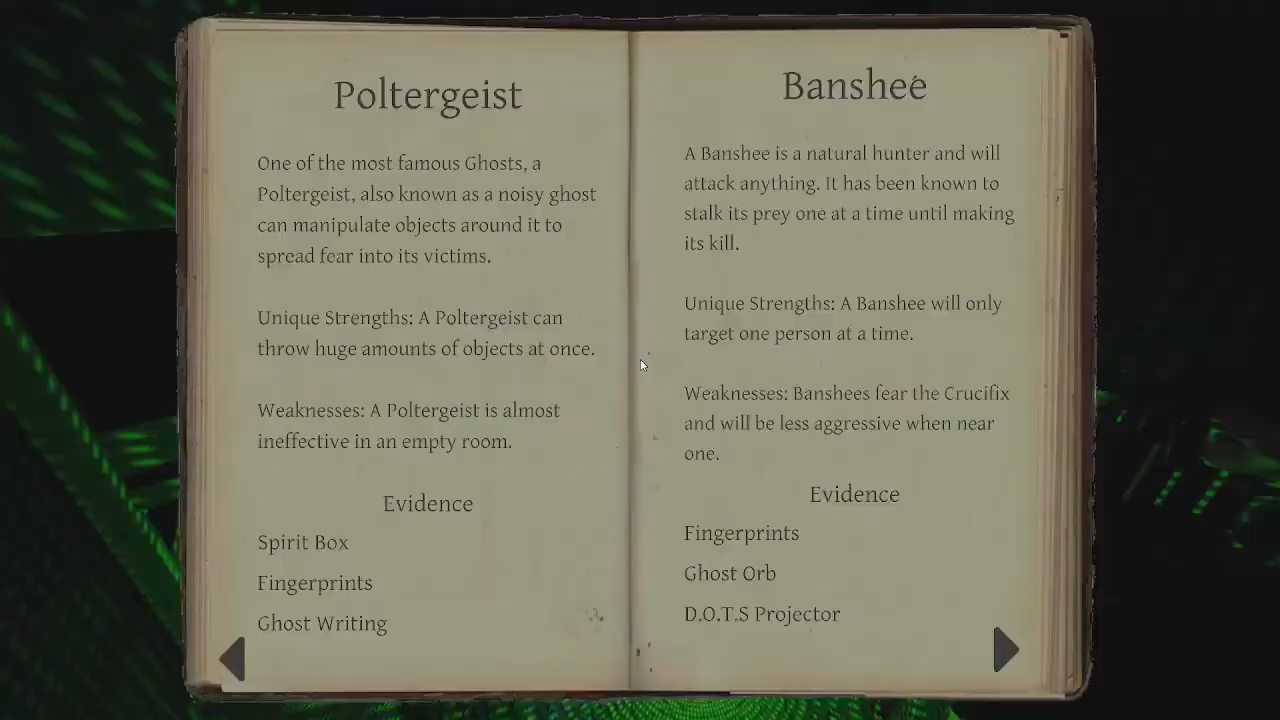 Poltergeist
One of the most famous Ghosts, a
Poltergeist, also known as a noisy ghost
can manipulate objects around it to
spread fear into its victims.
Unique Strengths: A Poltergeist can
throw huge amounts of objects at once.
Weaknesses: A Poltergeist is almost
ineffective in an empty room.
Evidence
Spirit Box
Fingerprints
Ghost Writing
Banshee
A Banshee is a natural hunter and will
attack anything. It has been known to
stalk its prey one at a time until making
its kill.
Unique Strengths: A Banshee will only
target one person at a time.
Weaknesses: Banshees fear the Crucifix
and will be less aggressive when near
one.
Evidence
Fingerprints
Ghost Orb
D.O.T.S Projector